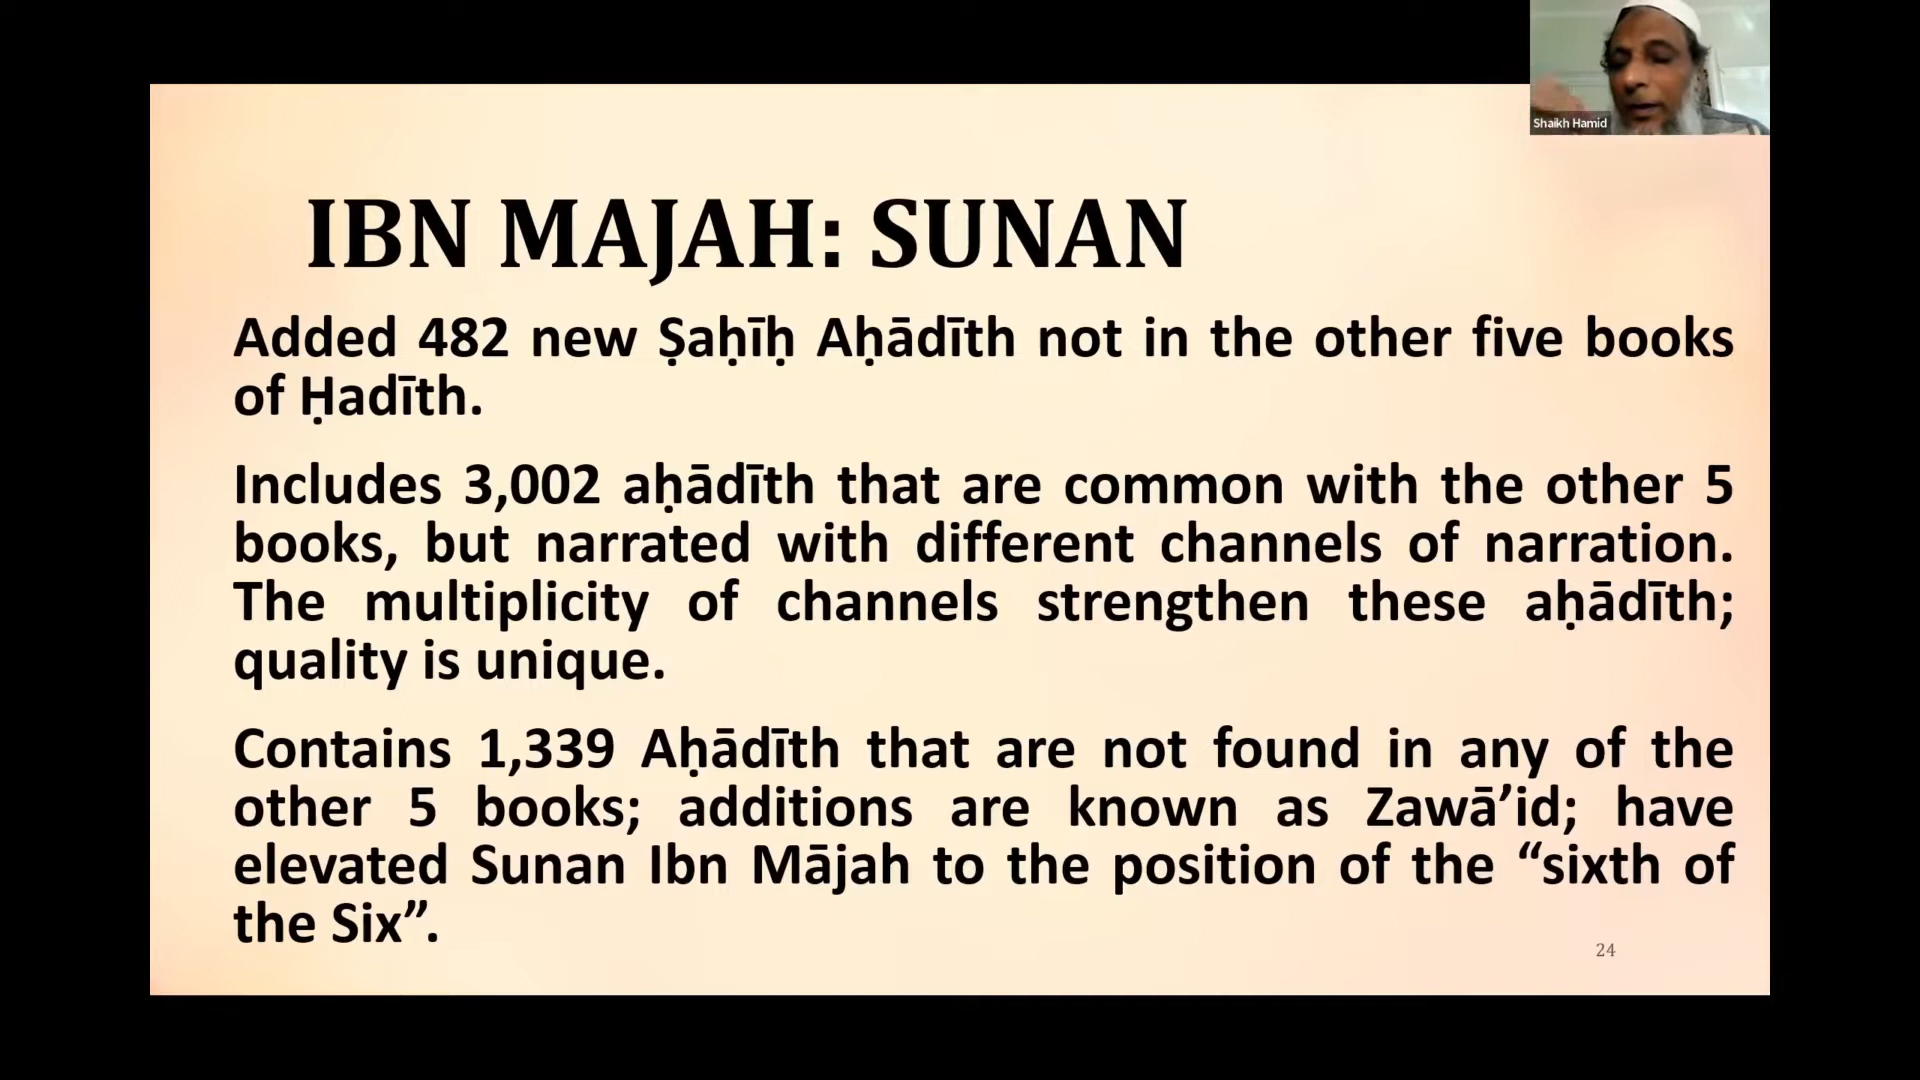 Shaikh Hamid
IBN MAJAH: SUNAN
Added 482 new Ṣaḥīḥ Aḥādīth not in the other five books
of Ḥadīth.
Includes 3,002 aḥādīth that are common with the other 5
books, but narrated with different channels of narration.
The multiplicity of channels strengthen these aḥādīth;
quality is unique.
Contains 1,339 Aḥādīth that are not found in any of the
other 5 books; additions are known as Zawā’id; have
elevated Sunan Ibn Mājah to the position of the “sixth of
the Six”.
24